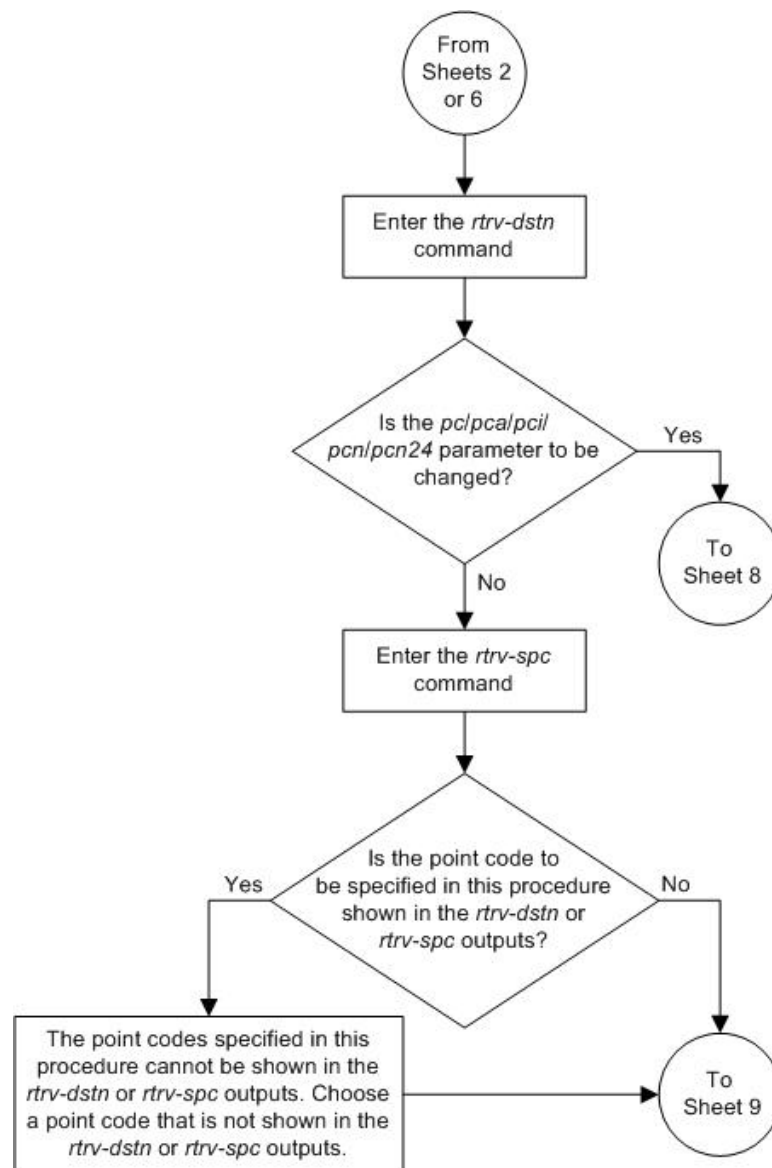 From
Sheets 2
or 6
Enter the rtrv-dstn
command
Is the pc/pca/pci/
pcn/pcn24 parameter to be
changed?
Yes
To
Sheet 8
No
Enter the rtrv-spc
command
Is the point code to
be specified in this procedure
shown in the rtrv-dstn or
rtrv-spc outputs?
Yes
No
The point codes specified in this
procedure cannot be shown in the
rtrv-dstn or rtrv-spc outputs. Choose
a point code that is not shown in the
rtrv-dstn or rtrv-spc outputs.
To
Sheet 9